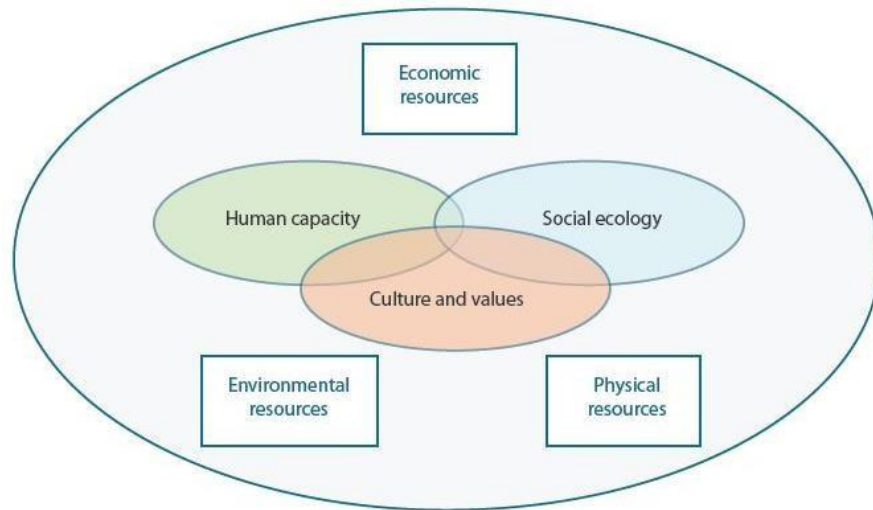 Economic
resources
Human capacity
Social ecology
Culture and values
Environmental
resources
Physical
resources